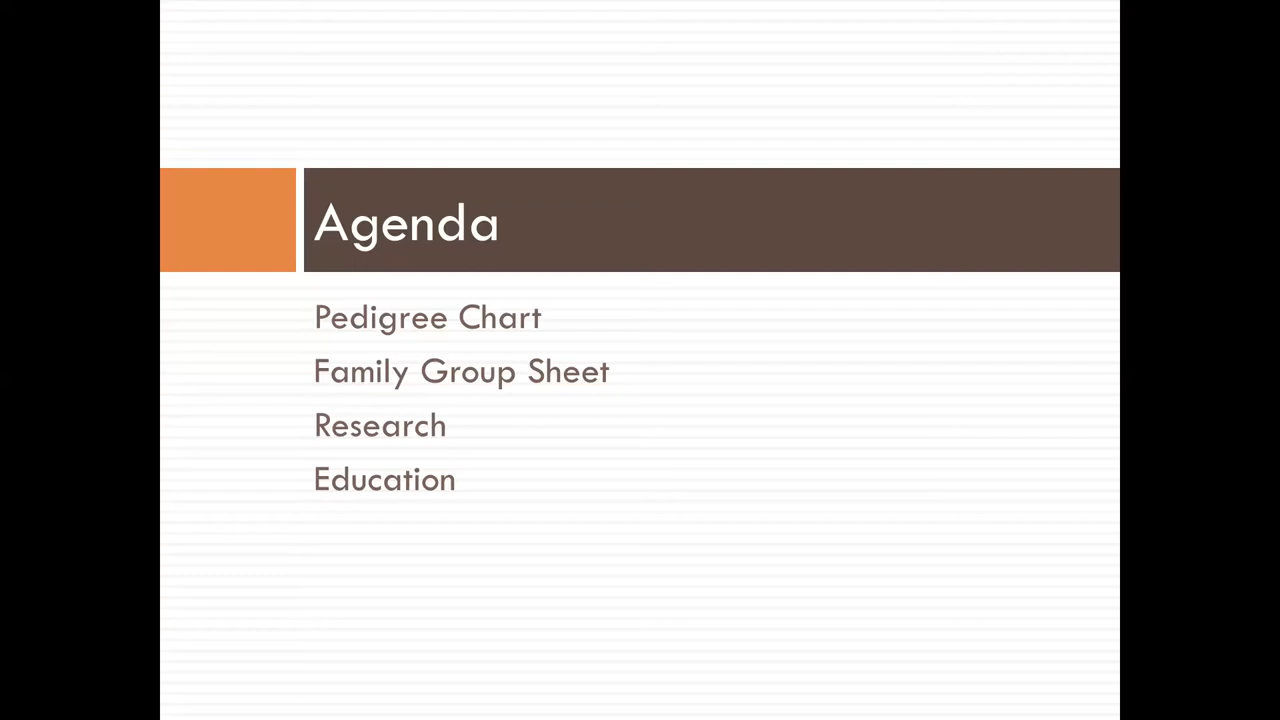 Agenda
Pedigree Chart
Family Group Sheet
Research
Education